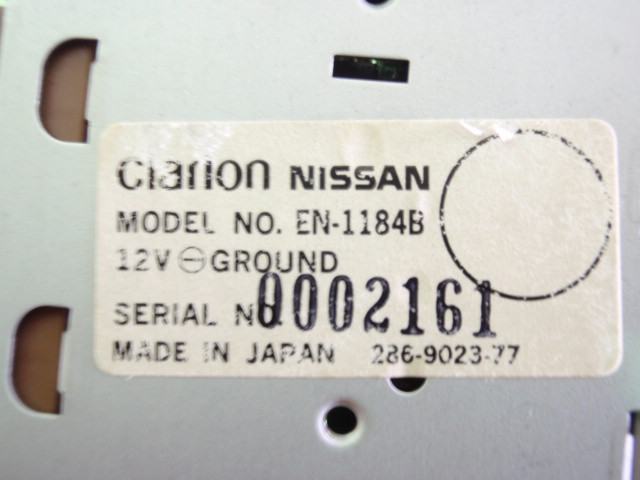 Clarion NISSAN
MODEL NO. EN-1184B
12V ⊖ GROUND
SERIAL NO 0002161
MADE IN JAPAN 286-9023-77